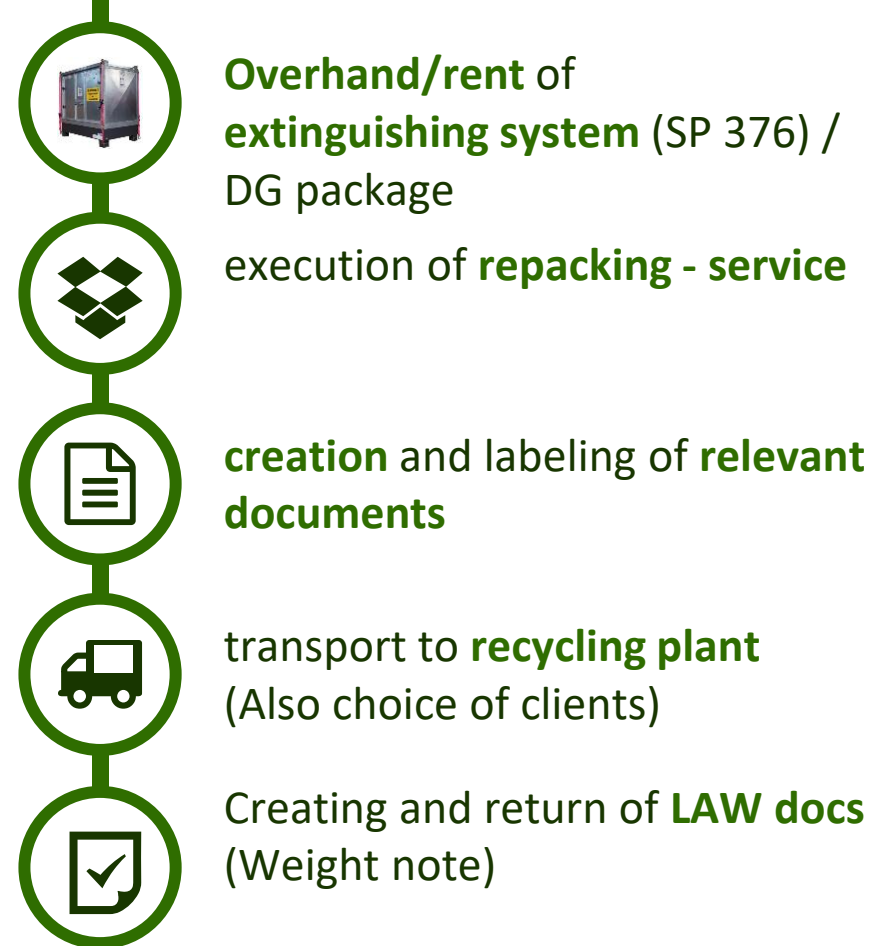 Overhand/rent of
extinguishing system (SP 376) /
DG package
execution of repacking - service
creation and labeling of relevant
documents
transport to recycling plant
(Also choice of clients)
Creating and return of LAW docs
(Weight note)